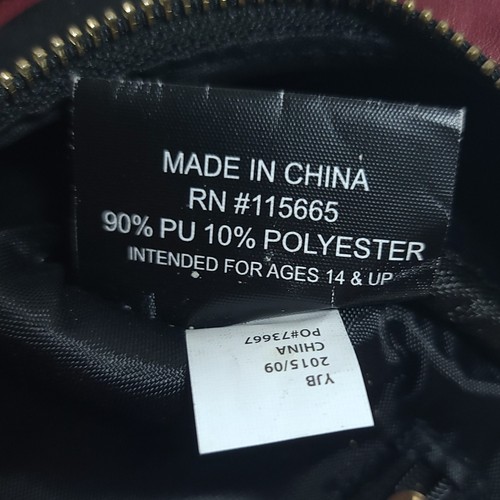 MADE IN CHINA
RN #115665
90% PU 10% POLYESTER
INTENDED FOR AGES 14 & UP
YJB
2015/09
CHINA
PO#73667